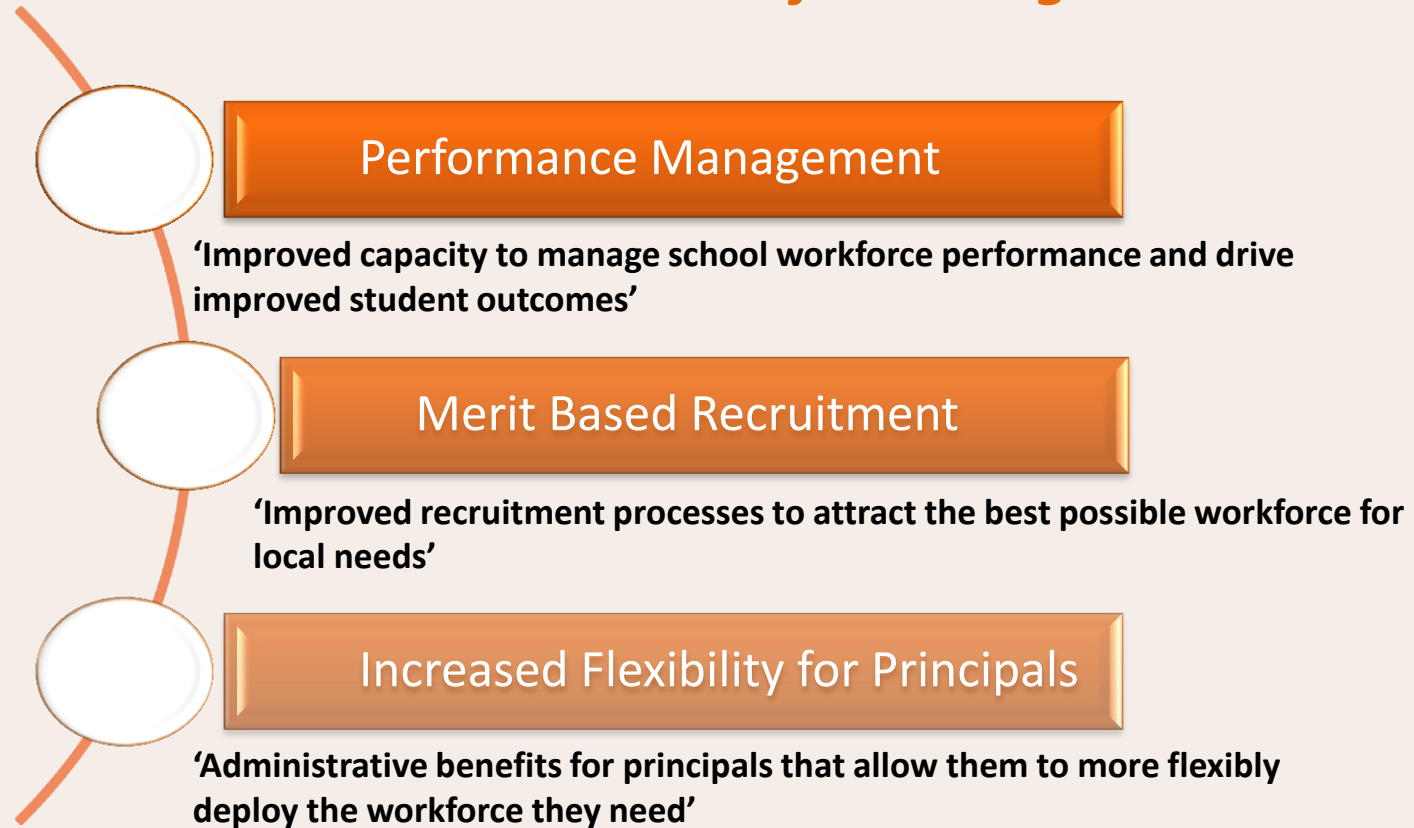 Performance Management
‘Improved capacity to manage school workforce performance and drive
improved student outcomes’
Merit Based Recruitment
‘Improved recruitment processes to attract the best possible workforce for
local needs’
Increased Flexibility for Principals
‘Administrative benefits for principals that allow them to more flexibly
deploy the workforce they need’